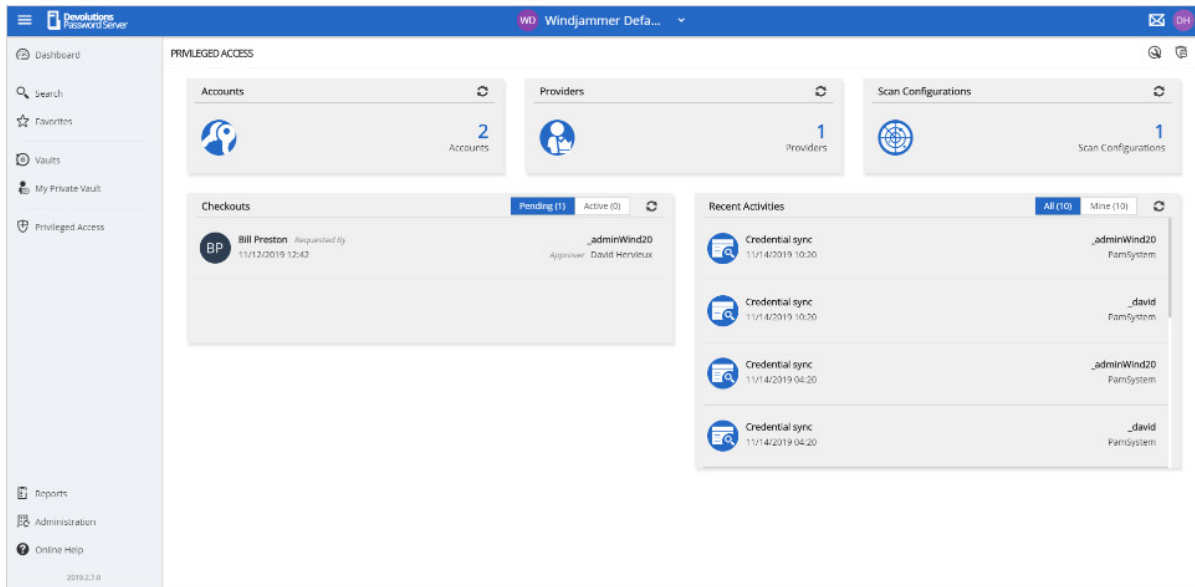 Devolutions
Password Server
WD Windjammer Defa...
DH
Dashboard
Search
Favorites
Vaults
My Private Vault
Privileged Access
Reports
Administration
Online Help
2019.2.7.0
PRIVILEGED ACCESS
Accounts
2
Accounts
Providers
1
Providers
Scan Configurations
1
Scan Configurations
Checkouts Pending (1) Active (0)
BP
Bill Preston Requested By _adminWind20
11/12/2019 12:42 Approver David Hervieux
Recent Activities All (10) Mine (10)
Credential sync _adminWind20
11/14/2019 10:20 PamSystem
Credential sync _david
11/14/2019 10:20 PamSystem
Credential sync _adminWind20
11/14/2019 04:20 PamSystem
Credential sync _david
11/14/2019 04:20 PamSystem